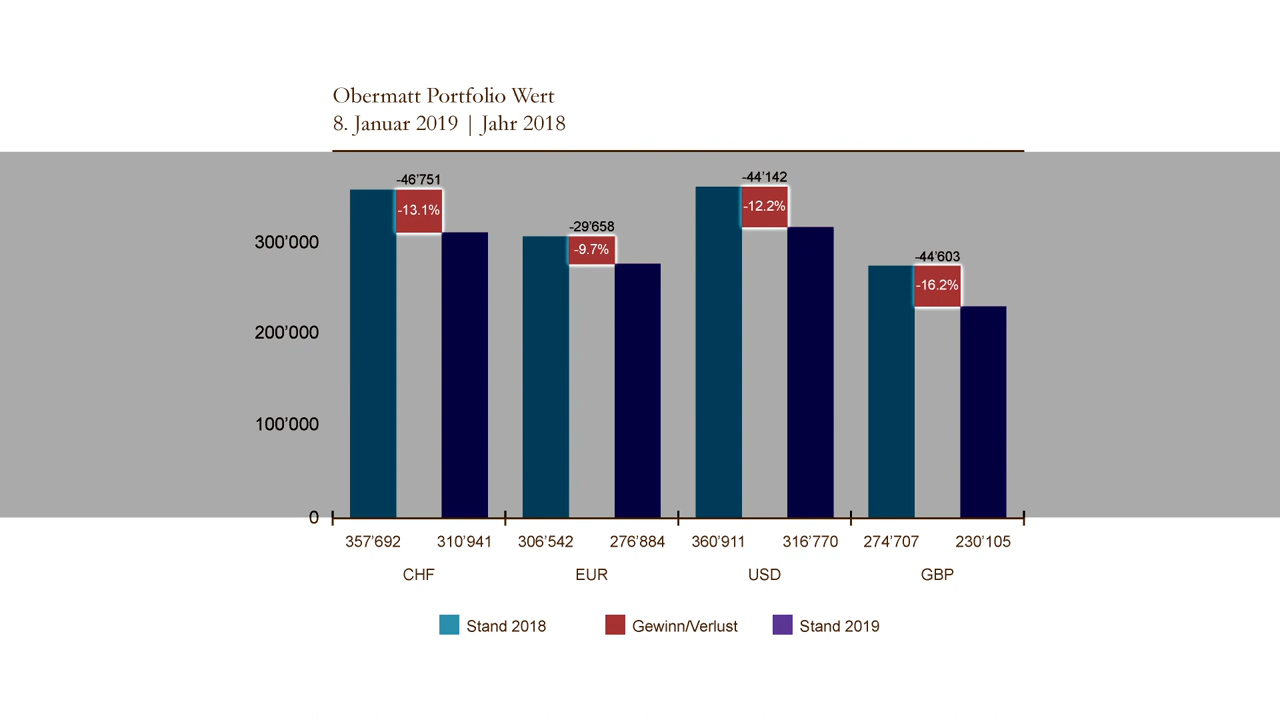 Obermatt Portfolio Wert
8. Januar 2019 | Jahr 2018
-46’751
-13.1%
-29’658
-9.7%
-44’142
-12.2%
-44’603
-16.2%
300’000
200’000
100’000
0
357’692 310’941 306’542 276’884 360’911 316’770 274’707 230’105
CHF EUR USD GBP
Stand 2018 Gewinn/Verlust Stand 2019